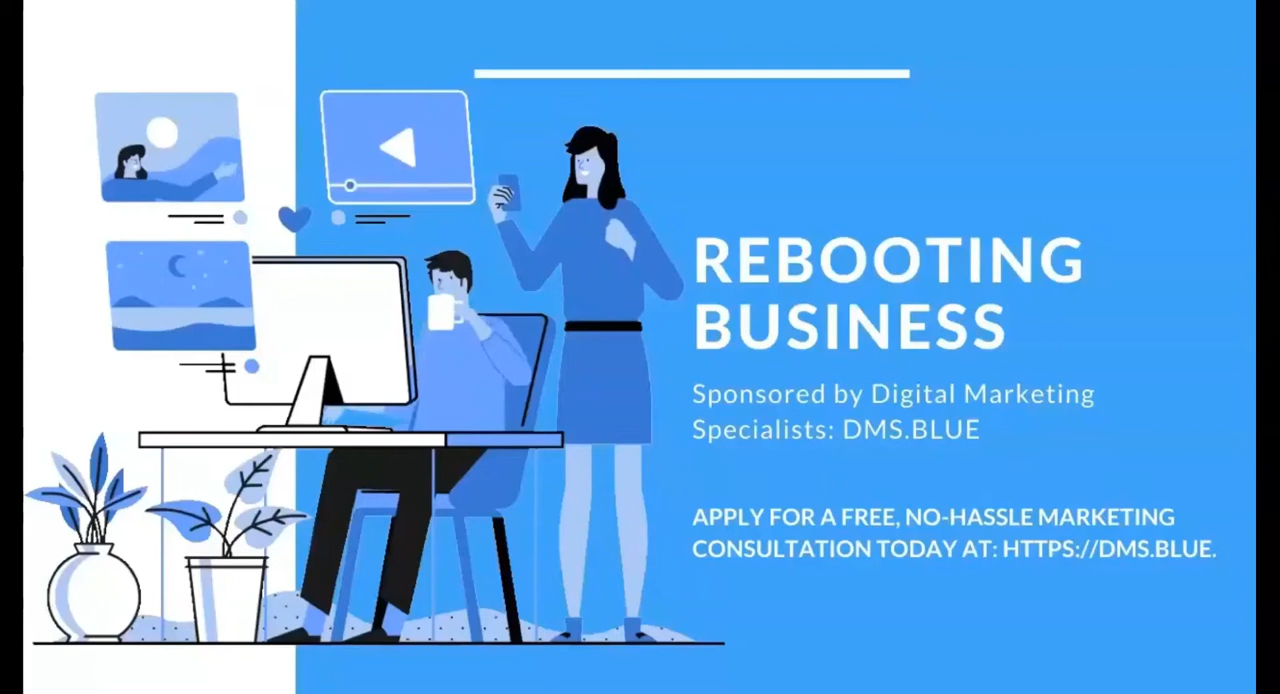 REBOOTING
BUSINESS
Sponsored by Digital Marketing
Specialists: DMS.BLUE
APPLY FOR A FREE, NO-HASSLE MARKETING
CONSULTATION TODAY AT: HTTPS://DMS.BLUE.